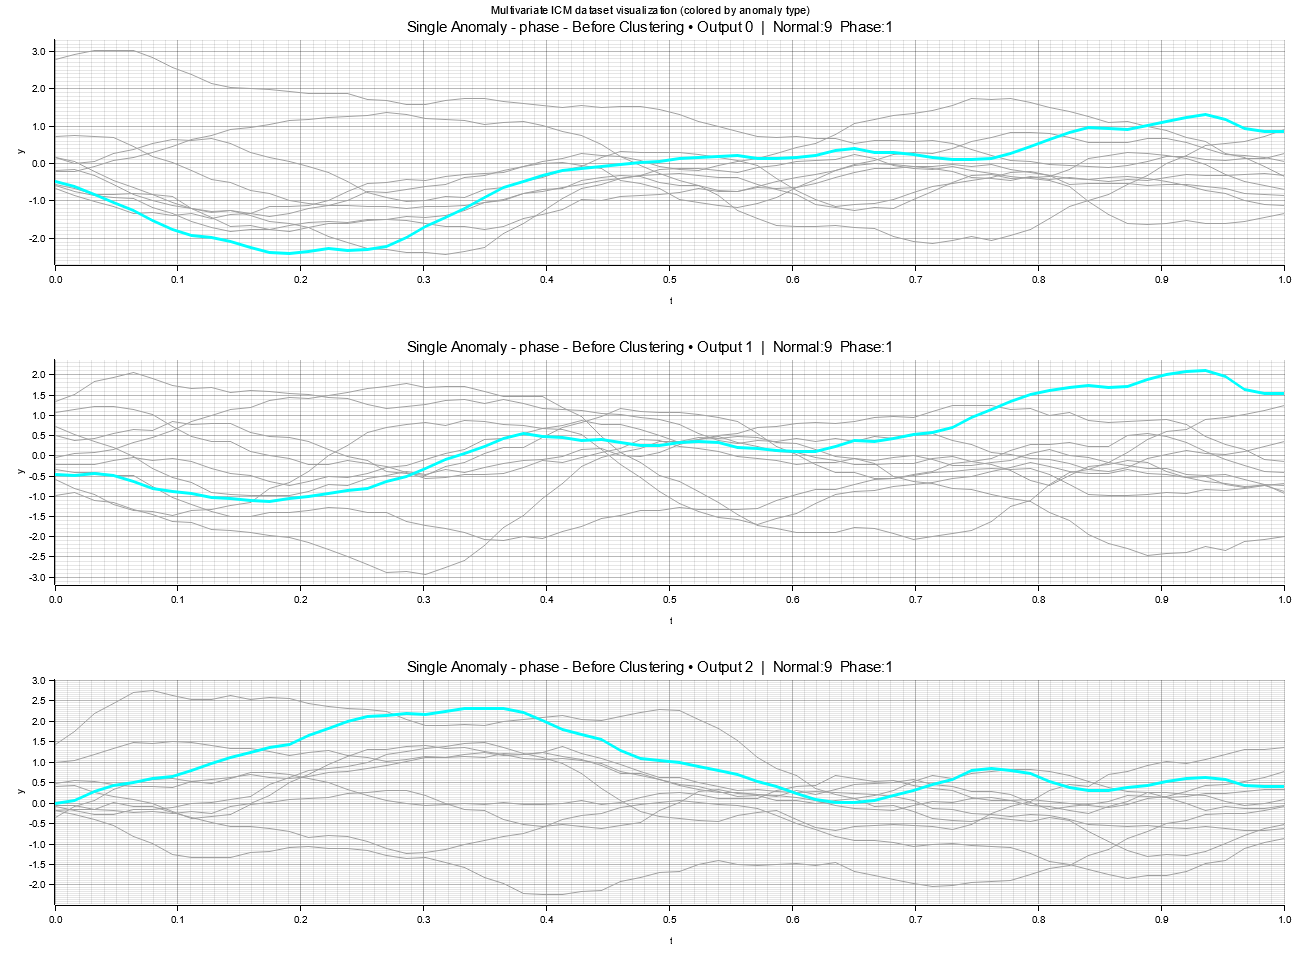 Multivariate ICM dataset visualization (colored by anomaly type)
Single Anomaly - phase - Before Clustering • Output 0 | Normal:9 Phase:1
3.0
2.0
1.0
0.0
-1.0
-2.0
y
0.0 0.1 0.2 0.3 0.4 0.5 0.6 0.7 0.8 0.9 1.0
t
Single Anomaly - phase - Before Clustering • Output 1 | Normal:9 Phase:1
2.0
1.5
1.0
0.5
0.0
-0.5
-1.0
-1.5
-2.0
-2.5
-3.0
y
0.0 0.1 0.2 0.3 0.4 0.5 0.6 0.7 0.8 0.9 1.0
t
Single Anomaly - phase - Before Clustering • Output 2 | Normal:9 Phase:1
3.0
2.5
2.0
1.5
1.0
0.5
0.0
-0.5
-1.0
-1.5
-2.0
y
0.0 0.1 0.2 0.3 0.4 0.5 0.6 0.7 0.8 0.9 1.0
t